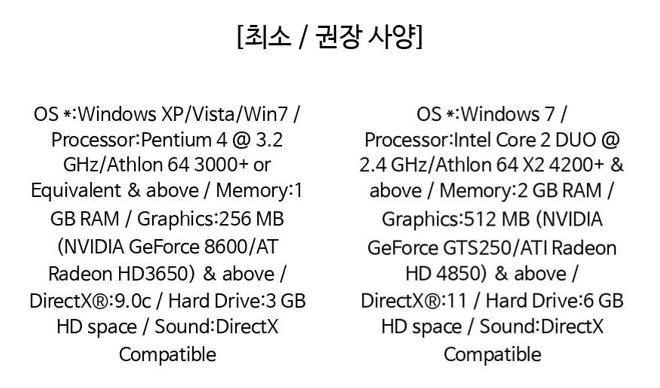 [최소 / 권장 사양]
OS *:Windows XP/Vista/Win7 /
Processor:Pentium 4 @ 3.2
GHz/Athlon 64 3000+ or
Equivalent & above / Memory:1
GB RAM / Graphics:256 MB
(NVIDIA GeForce 8600/AT
Radeon HD3650) & above /
DirectX®:9.0c / Hard Drive:3 GB
HD space / Sound:DirectX
Compatible
OS *:Windows 7 /
Processor:Intel Core 2 DUO @
2.4 GHz/Athlon 64 X2 4200+ &
above / Memory:2 GB RAM /
Graphics:512 MB (NVIDIA
GeForce GTS250/ATI Radeon
HD 4850) & above /
DirectX®:11 / Hard Drive:6 GB
HD space / Sound:DirectX
Compatible